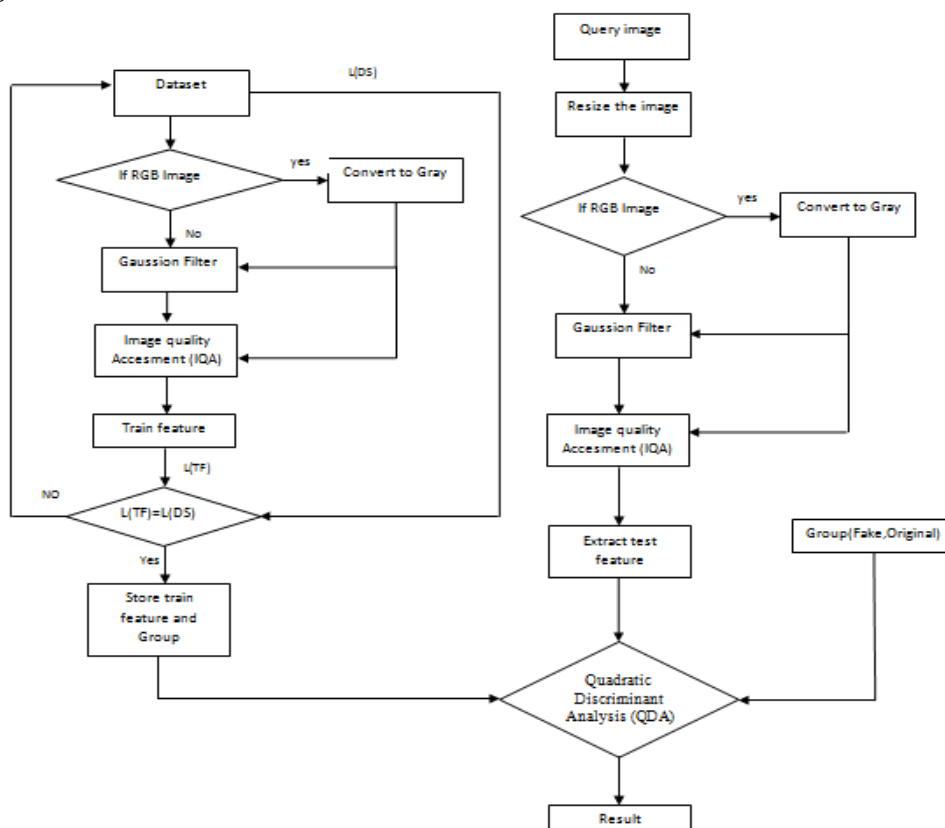 Query image
L(DS)
Dataset
Resize the image
If RGB Image
yes
Convert to Gray
No
Gaussion Filter
Image quality
Accesment (IQA)
Train feature
L(TF)
NO
L(TF)=L(DS)
Yes
Store train
feature and
Group
If RGB Image
yes
Convert to Gray
No
Gaussion Filter
Image quality
Accesment (IQA)
Extract test
feature
Group(Fake,Original)
Quadratic
Discriminant
Analysis (QDA)
Result